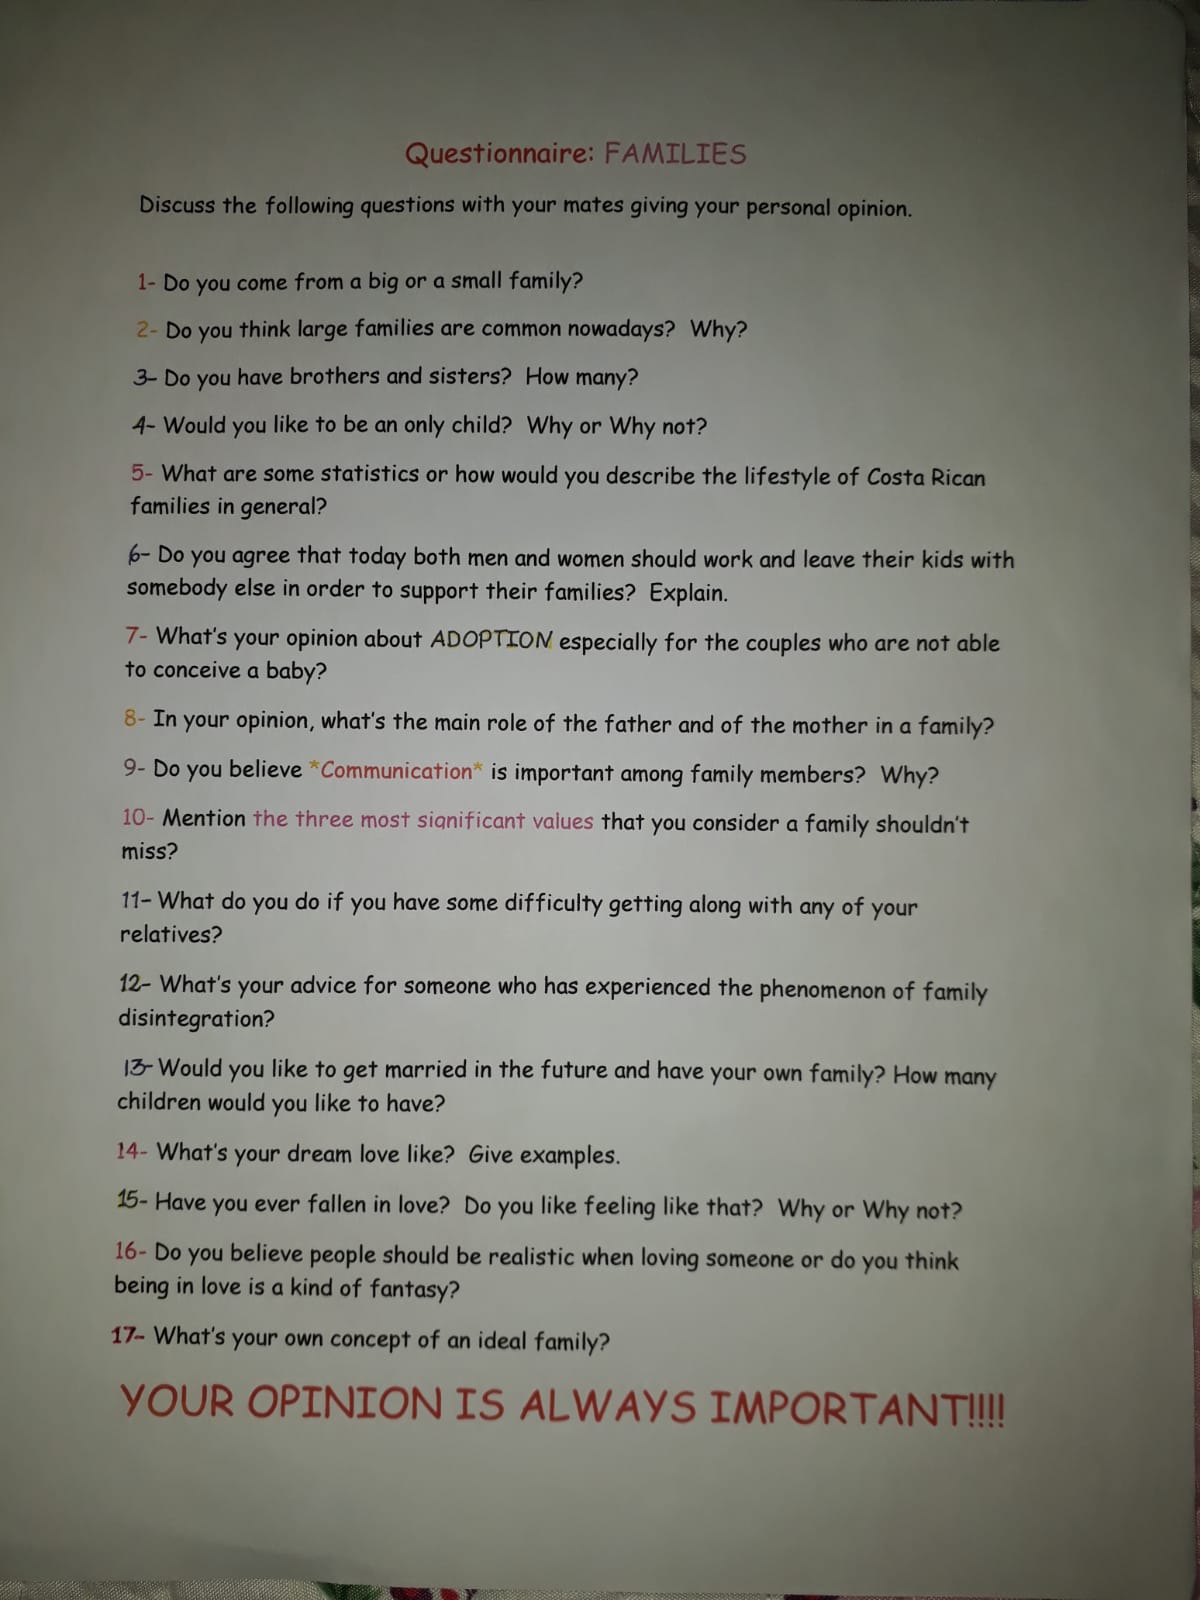 Questionnaire: FAMILIES
Discuss the following questions with your mates giving your personal opinion.
1- Do you come from a big or a small family?
2- Do you think large families are common nowadays? Why?
3- Do you have brothers and sisters? How many?
4- Would you like to be an only child? Why or Why not?
5- What are some statistics or how would you describe the lifestyle of Costa Rican
families in general?
6- Do you agree that today both men and women should work and leave their kids with
somebody else in order to support their families? Explain.
7- What's your opinion about ADOPTION especially for the couples who are not able
to conceive a baby?
8- In your opinion, what's the main role of the father and of the mother in a family?
9- Do you believe *Communication* is important among family members? Why?
10- Mention the three most significant values that you consider a family shouldn't
miss?
11- What do you do if you have some difficulty getting along with any of your
relatives?
12- What's your advice for someone who has experienced the phenomenon of family
disintegration?
13- Would you like to get married in the future and have your own family? How many
children would you like to have?
14- What's your dream love like? Give examples.
15- Have you ever fallen in love? Do you like feeling like that? Why or Why not?
16- Do you believe people should be realistic when loving someone or do you think
being in love is a kind of fantasy?
17- What's your own concept of an ideal family?
YOUR OPINION IS ALWAYS IMPORTANT!!!!